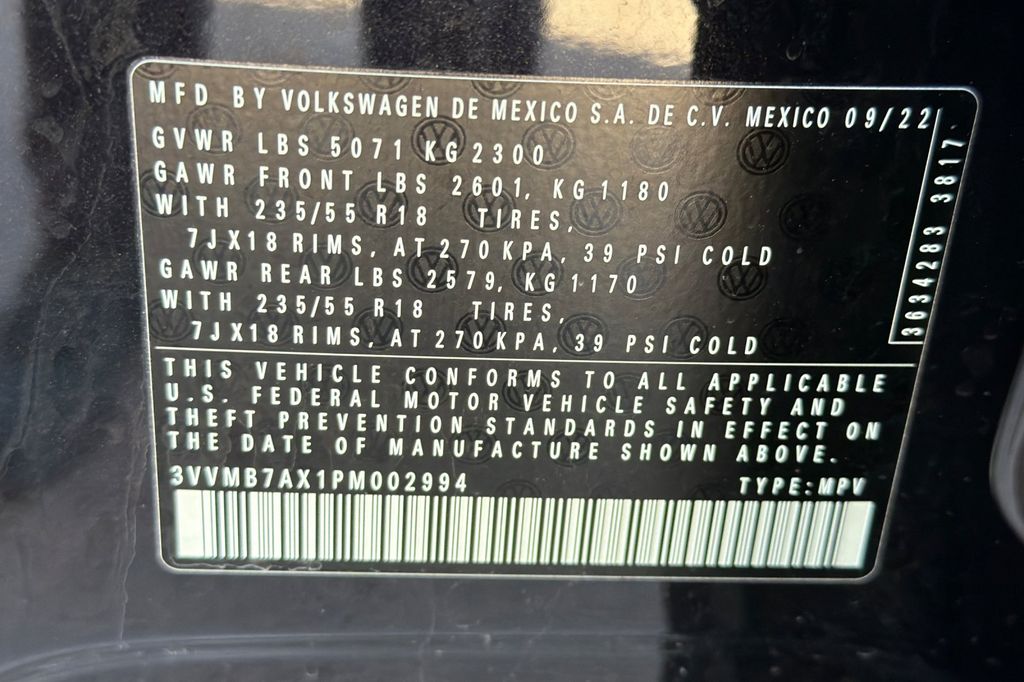 MFD BY VOLKSWAGEN DE MEXICO S.A. DE C.V. MEXICO 09/22
GVWR LBS 5071 KG 2300
GAWR FRONT LBS 2601, KG 1180
WITH 235/55 R18 TIRES,
7JX18 RIMS, AT 270 KPA, 39 PSI COLD
GAWR REAR LBS 2579, KG 1170
WITH 235/55 R18 TIRES,
7JX18 RIMS, AT 270 KPA, 39 PSI COLD
3634283 3817
THIS VEHICLE CONFORMS TO ALL APPLICABLE
U.S. FEDERAL MOTOR VEHICLE SAFETY AND
THEFT PREVENTION STANDARDS IN EFFECT ON
THE DATE OF MANUFACTURE SHOWN ABOVE.
3VVMB7AX1PM002994 TYPE:MPV